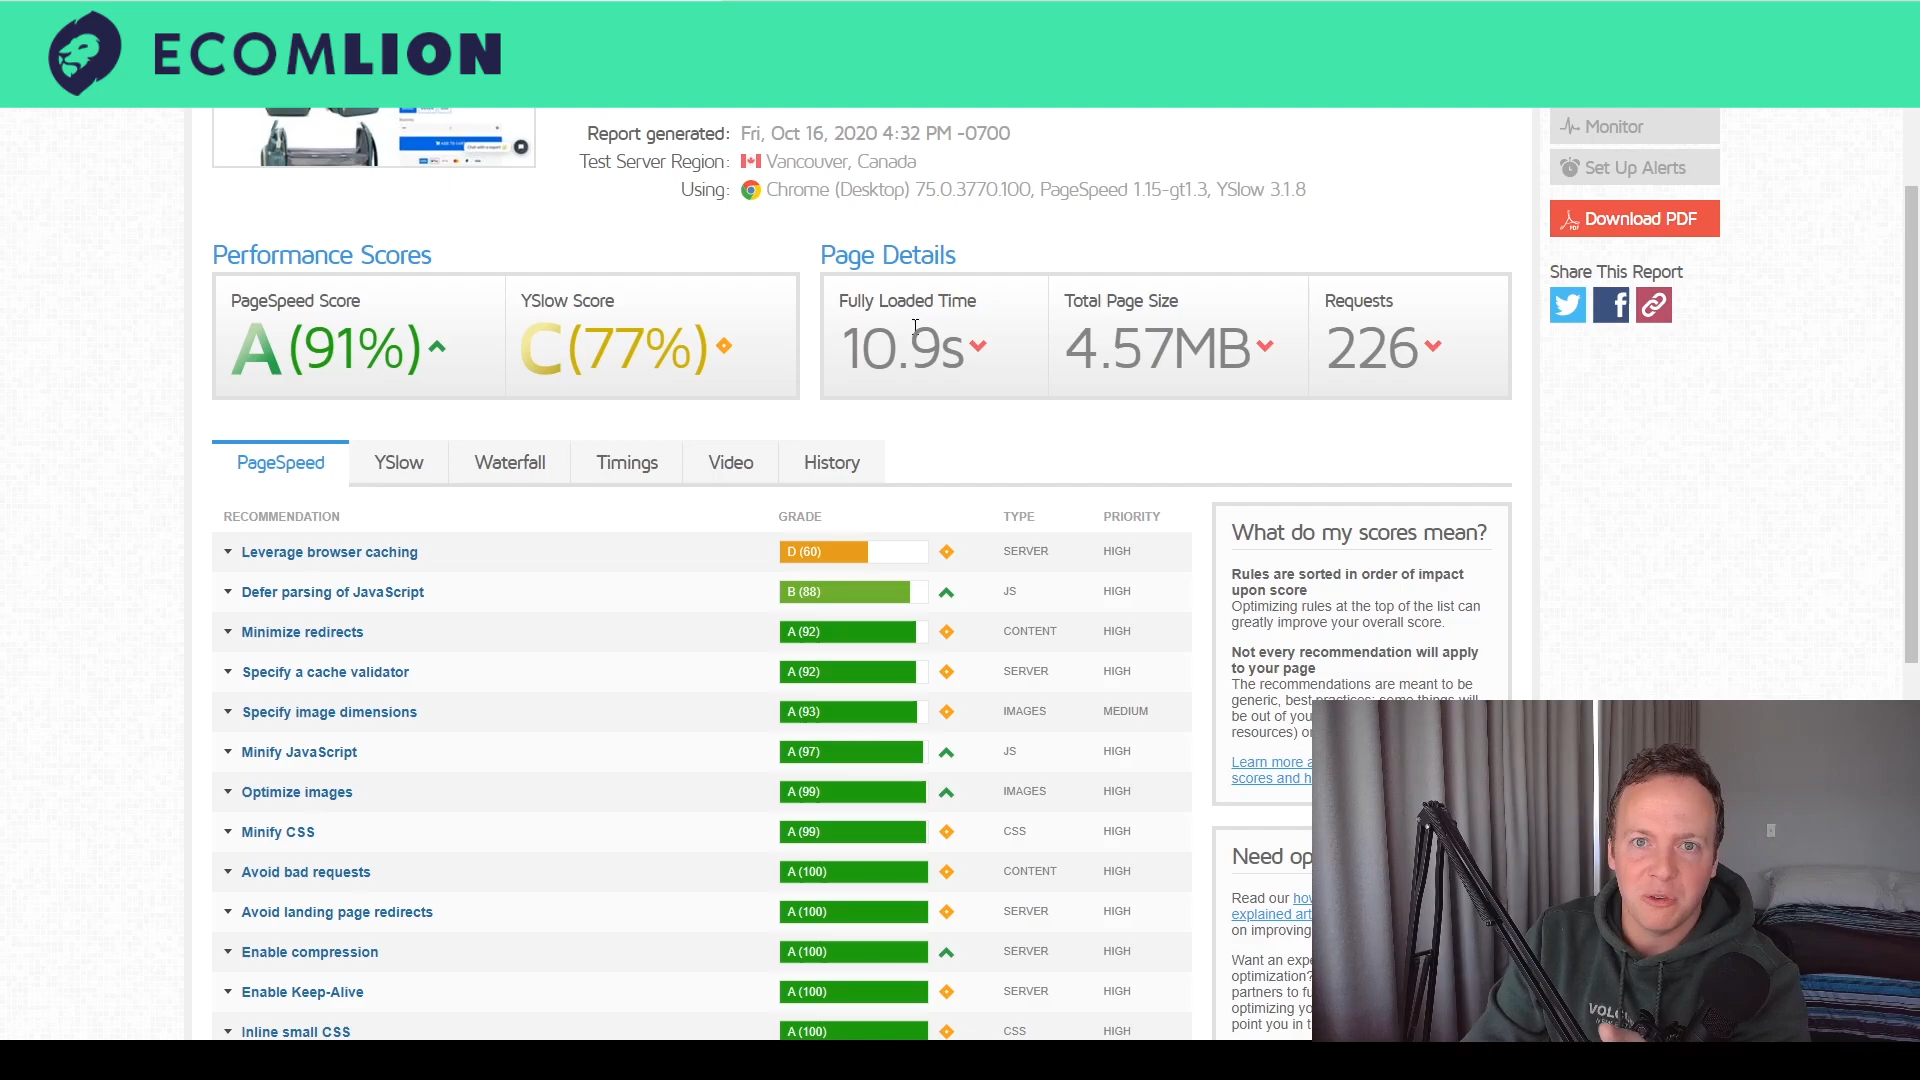 ECOMLION
Report generated: Fri, Oct 16, 2020 4:32 PM -0700
Test Server Region: Vancouver, Canada
Using: Chrome (Desktop) 75.0.3770.100, PageSpeed 1.15-gt1.3, YSlow 3.1.8
Monitor
Set Up Alerts
Download PDF
Share This Report
Performance Scores
PageSpeed Score
A(91%)
YSlow Score
C(77%)
Page Details
Fully Loaded Time
10.9s
Total Page Size
4.57MB
Requests
226
PageSpeed YSlow Waterfall Timings Video History
RECOMMENDATION GRADE TYPE PRIORITY
Leverage browser caching D (60) SERVER HIGH
Defer parsing of JavaScript B (88) JS HIGH
Minimize redirects A (92) CONTENT HIGH
Specify a cache validator A (92) SERVER HIGH
Specify image dimensions A (93) IMAGES MEDIUM
Minify JavaScript A (97) JS HIGH
Optimize images A (99) IMAGES HIGH
Minify CSS A (99) CSS HIGH
Avoid bad requests A (100) CONTENT HIGH
Avoid landing page redirects A (100) SERVER HIGH
Enable compression A (100) SERVER HIGH
Enable Keep-Alive A (100) SERVER HIGH
Inline small CSS A (100) CSS HIGH
What do my scores mean?
Rules are sorted in order of impact
upon score
Optimizing rules at the top of the list can
greatly improve your overall score.
Not every recommendation will apply
to your page
The recommendations are meant to be
generic, best practices; some things will
be out of you
resources) o
Learn more a
scores and h
Need op
Read our how
explained art
on improving
Want an expe
optimization?
partners to fu
optimizing yo
point you in t